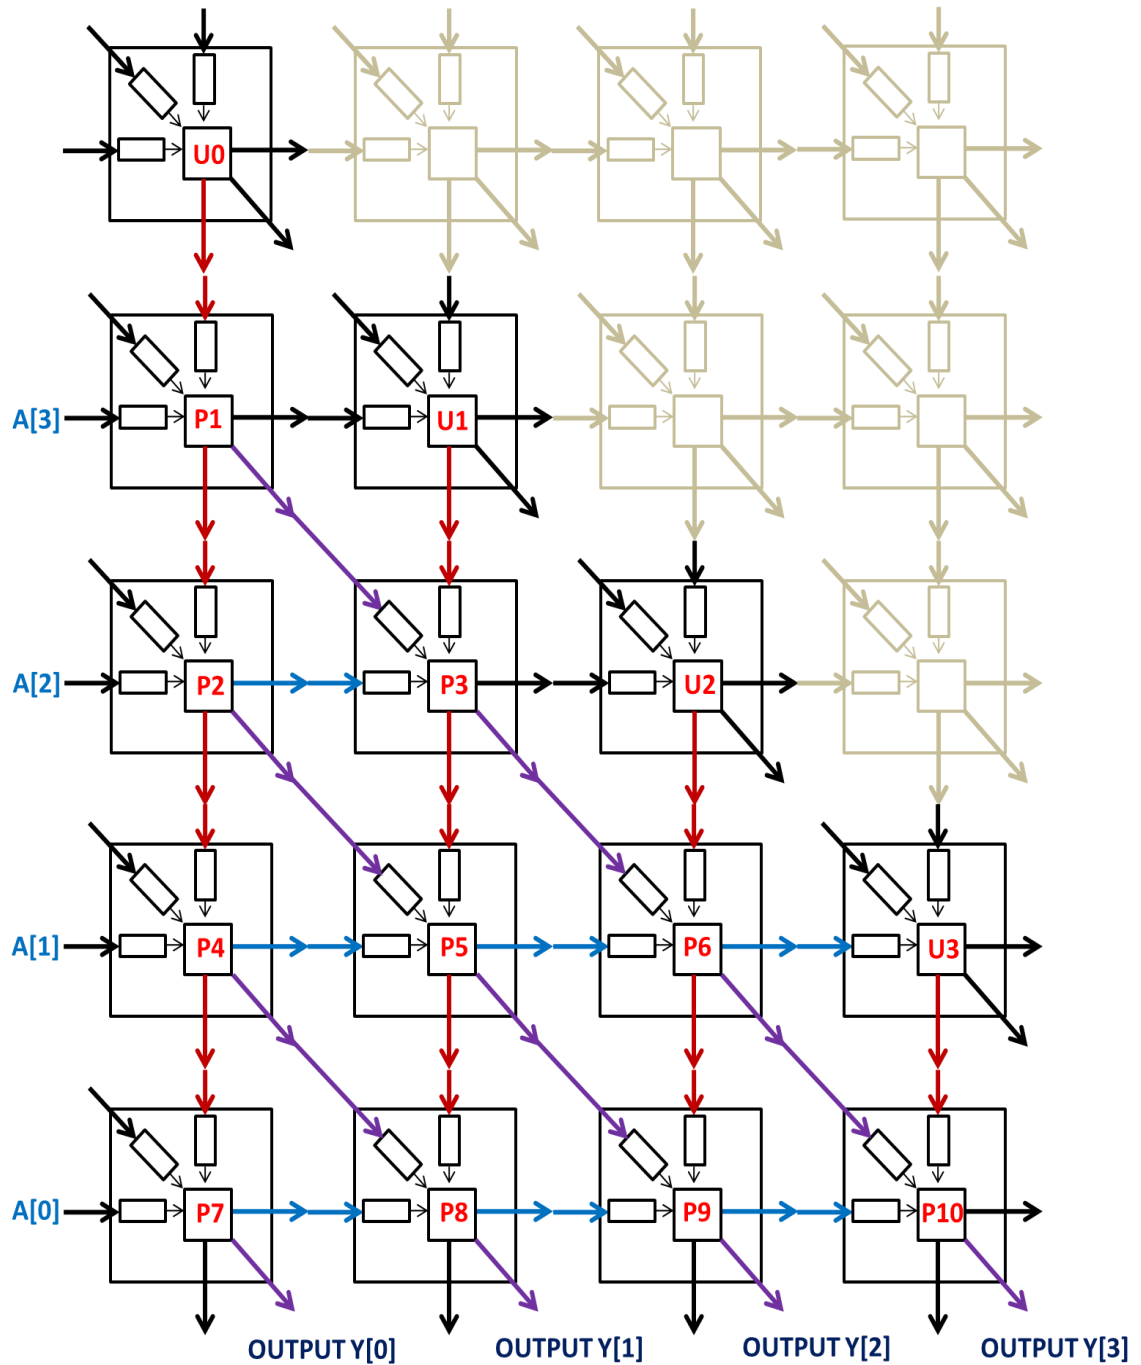 U0
A[3]
P1
U1
A[2]
P2
P3
U2
A[1]
P4
P5
P6
U3
A[0]
P7
P8
P9
P10
OUTPUT Y[0]
OUTPUT Y[1]
OUTPUT Y[2]
OUTPUT Y[3]